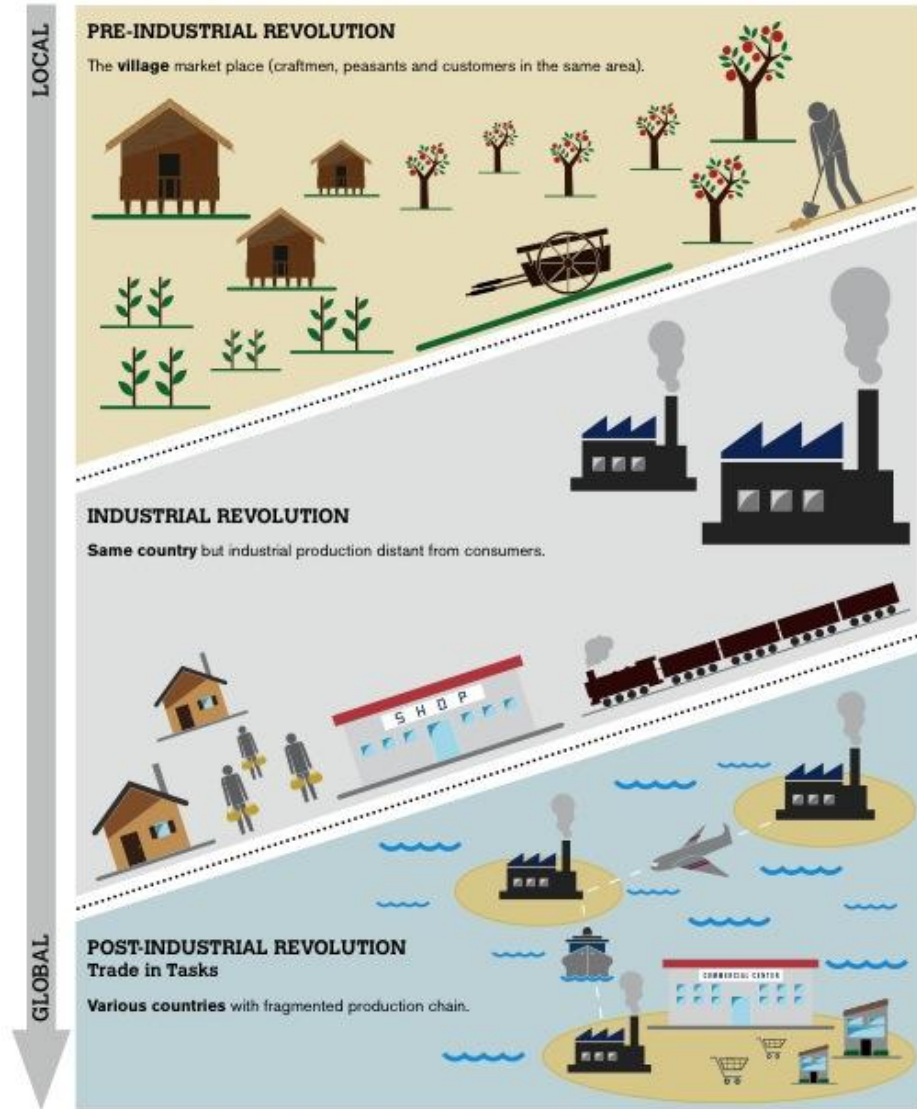 LOCAL
PRE-INDUSTRIAL REVOLUTION
The village market place (craftmen, peasants and customers in the same area).
INDUSTRIAL REVOLUTION
Same country but industrial production distant from consumers.
SHOP
GLOBAL
POST-INDUSTRIAL REVOLUTION
Trade in Tasks
Various countries with fragmented production chain.
COMMERCIAL CENTER